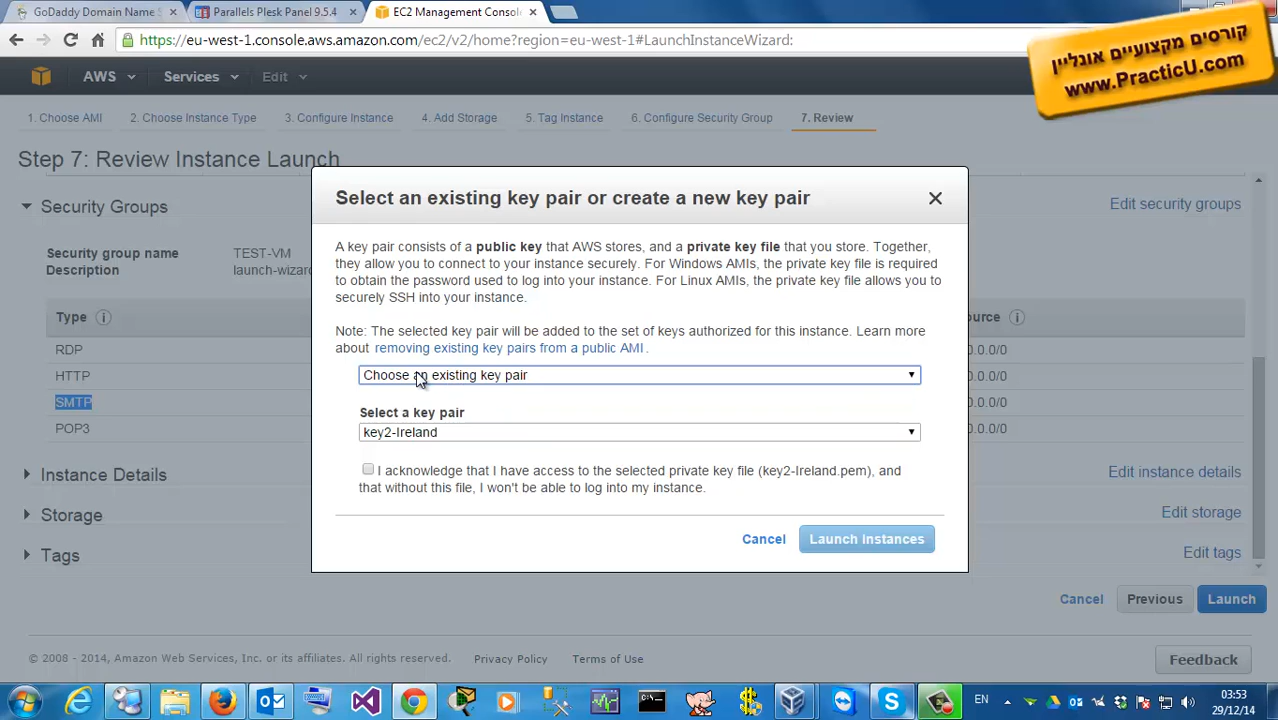 GoDaddy Domain Name S
Parallels Plesk Panel 9.5.4
EC2 Management Consol
https://eu-west-1.console.aws.amazon.com/ec2/v2/home?region=eu-west-1#LaunchInstanceWizard:
קורסים מקצועיים אונליין
www.PracticU.com
AWS Services Edit
1. Choose AMI 2. Choose Instance Type 3. Configure Instance 4. Add Storage 5. Tag Instance 6. Configure Security Group 7. Review
Step 7: Review Instance Launch
Security Groups
Edit security groups
Security group name TEST-VM
Description launch-wizard
Type
ource
RDP
.0.0/0
HTTP
.0.0/0
SMTP
.0.0/0
POP3
.0.0/0
Instance Details
Edit instance details
Storage
Edit storage
Tags
Edit tags
Select an existing key pair or create a new key pair
A key pair consists of a public key that AWS stores, and a private key file that you store. Together,
they allow you to connect to your instance securely. For Windows AMIs, the private key file is required
to obtain the password used to log into your instance. For Linux AMIs, the private key file allows you to
securely SSH into your instance.
Note: The selected key pair will be added to the set of keys authorized for this instance. Learn more
about removing existing key pairs from a public AMI .
Choose an existing key pair
Select a key pair
key2-Ireland
I acknowledge that I have access to the selected private key file (key2-Ireland.pem), and
that without this file, I won't be able to log into my instance.
Cancel Launch Instances
Cancel Previous Launch
© 2008 - 2014, Amazon Web Services, Inc. or its affiliates. All rights reserved. Privacy Policy Terms of Use
Feedback
EN
03:53
29/12/14